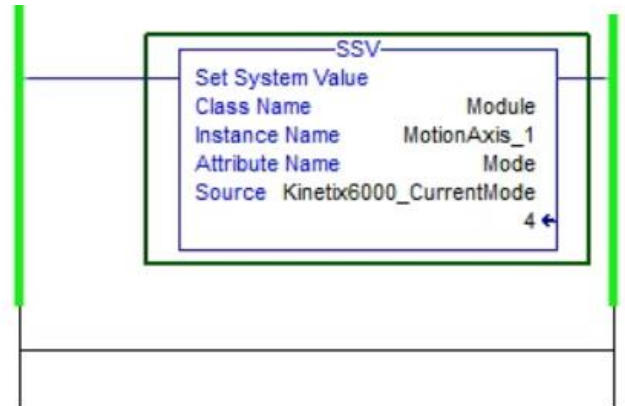 SSV
Set System Value
Class Name Module
Instance Name MotionAxis_1
Attribute Name Mode
Source Kinetix6000_CurrentMode
4